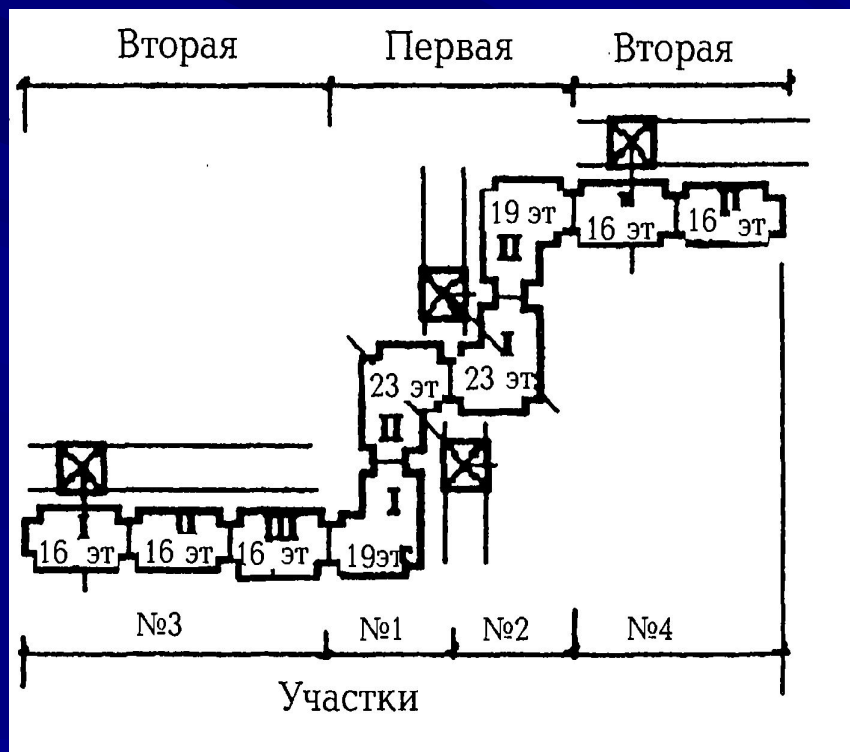 Вторая Первая Вторая
19 эт
II
16 эт
16 эт
II
I
23 эт
23 эт
II
I
I
II
III
16 эт
16 эт
16 эт
19эт
№3
№1
№2
№4
Участки